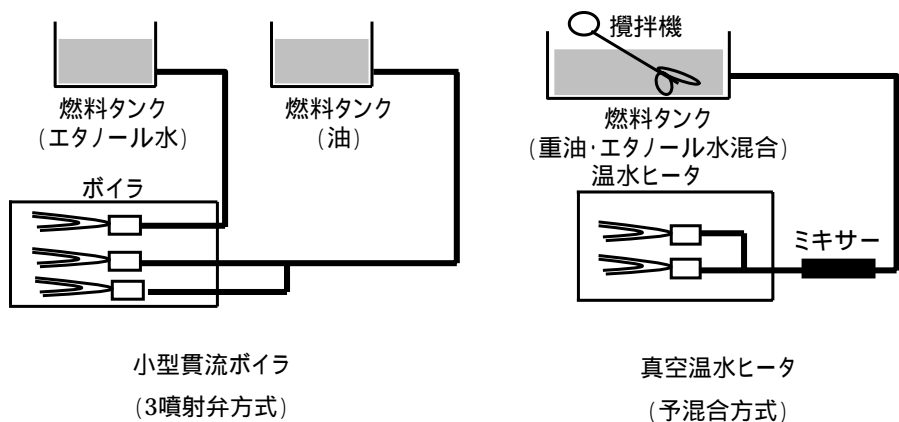 燃料タンク
(エタノール水)
燃料タンク
(油)
ボイラ
小型貫流ボイラ
(3噴射弁方式)
攪拌機
燃料タンク
(重油･エタノール水混合)
温水ヒータ
ミキサー
真空温水ヒータ
(予混合方式)